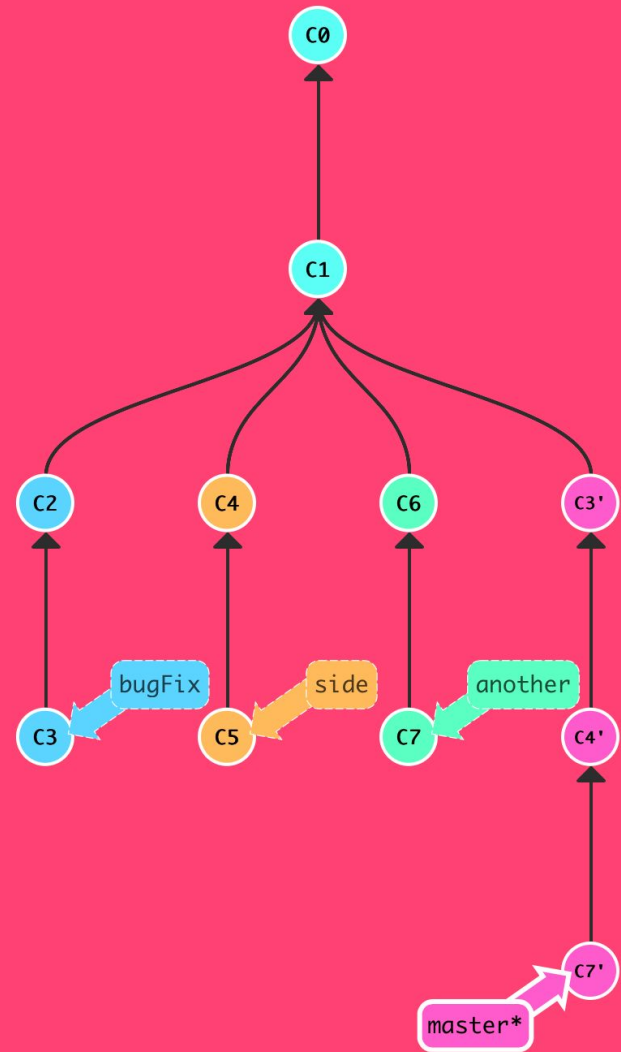 C0
C1
C2
C4
C6
C3'
bugFix
side
another
C3
C5
C7
C4'
C7'
master*